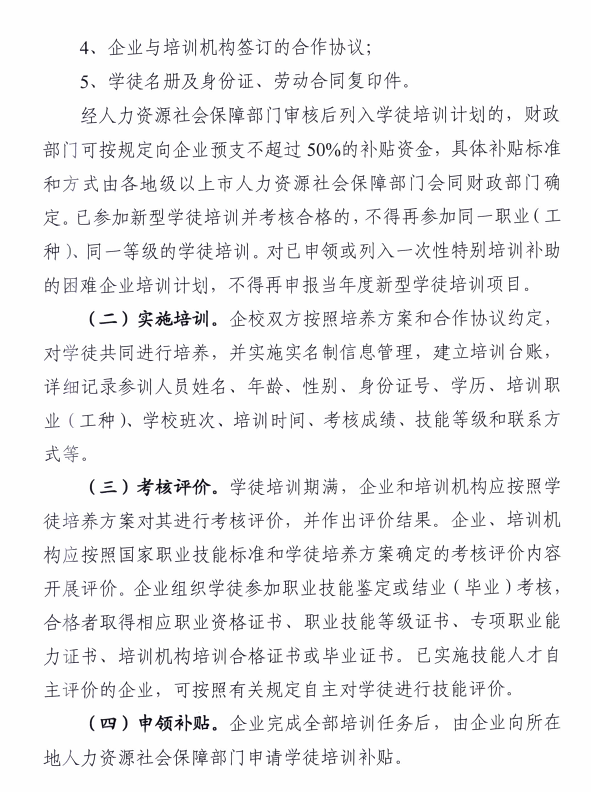 4、企业与培训机构签订的合作协议；
5、学徒名册及身份证、劳动合同复印件。
经人力资源社会保障部门审核后列入学徒培训计划的，财政
部门可按规定向企业预支不超过 50%的补贴资金，具体补贴标准
和方式由各地级以上市人力资源社会保障部门会同财政部门确
定。已参加新型学徒培训并考核合格的，不得再参加同一职业（工
种）、同一等级的学徒培训。对已申领或列入一次性特别培训补助
的困难企业培训计划，不得再申报当年度新型学徒培训项目。
（二）实施培训。企校双方按照培养方案和合作协议约定，
对学徒共同进行培养，并实施实名制信息管理，建立培训台账，
详细记录参训人员姓名、年龄、性别、身份证号、学历、培训职
业（工种）、学校班次、培训时间、考核成绩、技能等级和联系方
式等。
（三）考核评价。学徒培训期满，企业和培训机构应按照学
徒培养方案对其进行考核评价，并作出评价结果。企业、培训机
构应按照国家职业技能标准和学徒培养方案确定的考核评价内容
开展评价。企业组织学徒参加职业技能鉴定或结业（毕业）考核，
合格者取得相应职业资格证书、职业技能等级证书、专项职业能
力证书、培训机构培训合格证书或毕业证书。已实施技能人才自
主评价的企业，可按照有关规定自主对学徒进行技能评价。
（四）申领补贴。企业完成全部培训任务后，由企业向所在
地人力资源社会保障部门申请学徒培训补贴。